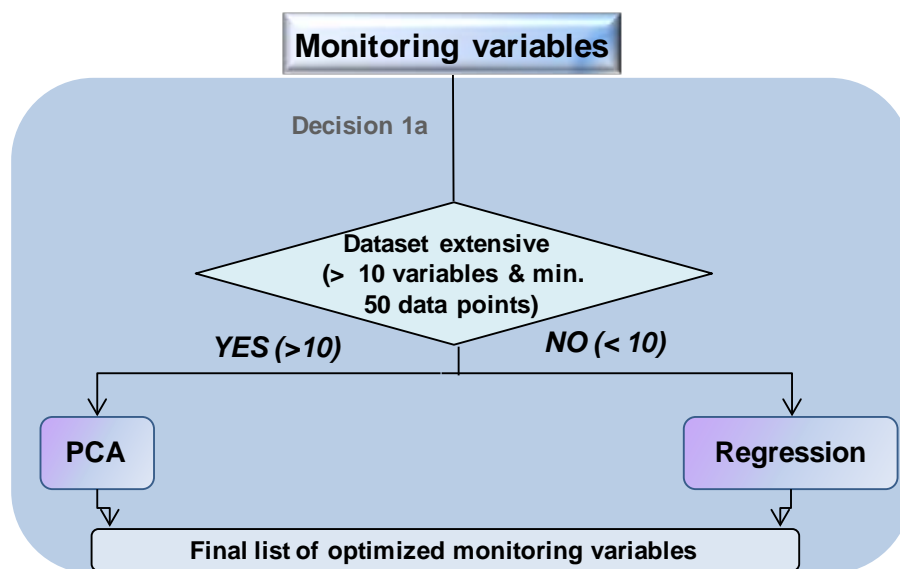 Monitoring variables
Decision 1a
Dataset extensive
(> 10 variables & min.
50 data points)
YES (>10)
NO (< 10)
PCA
Regression
Final list of optimized monitoring variables